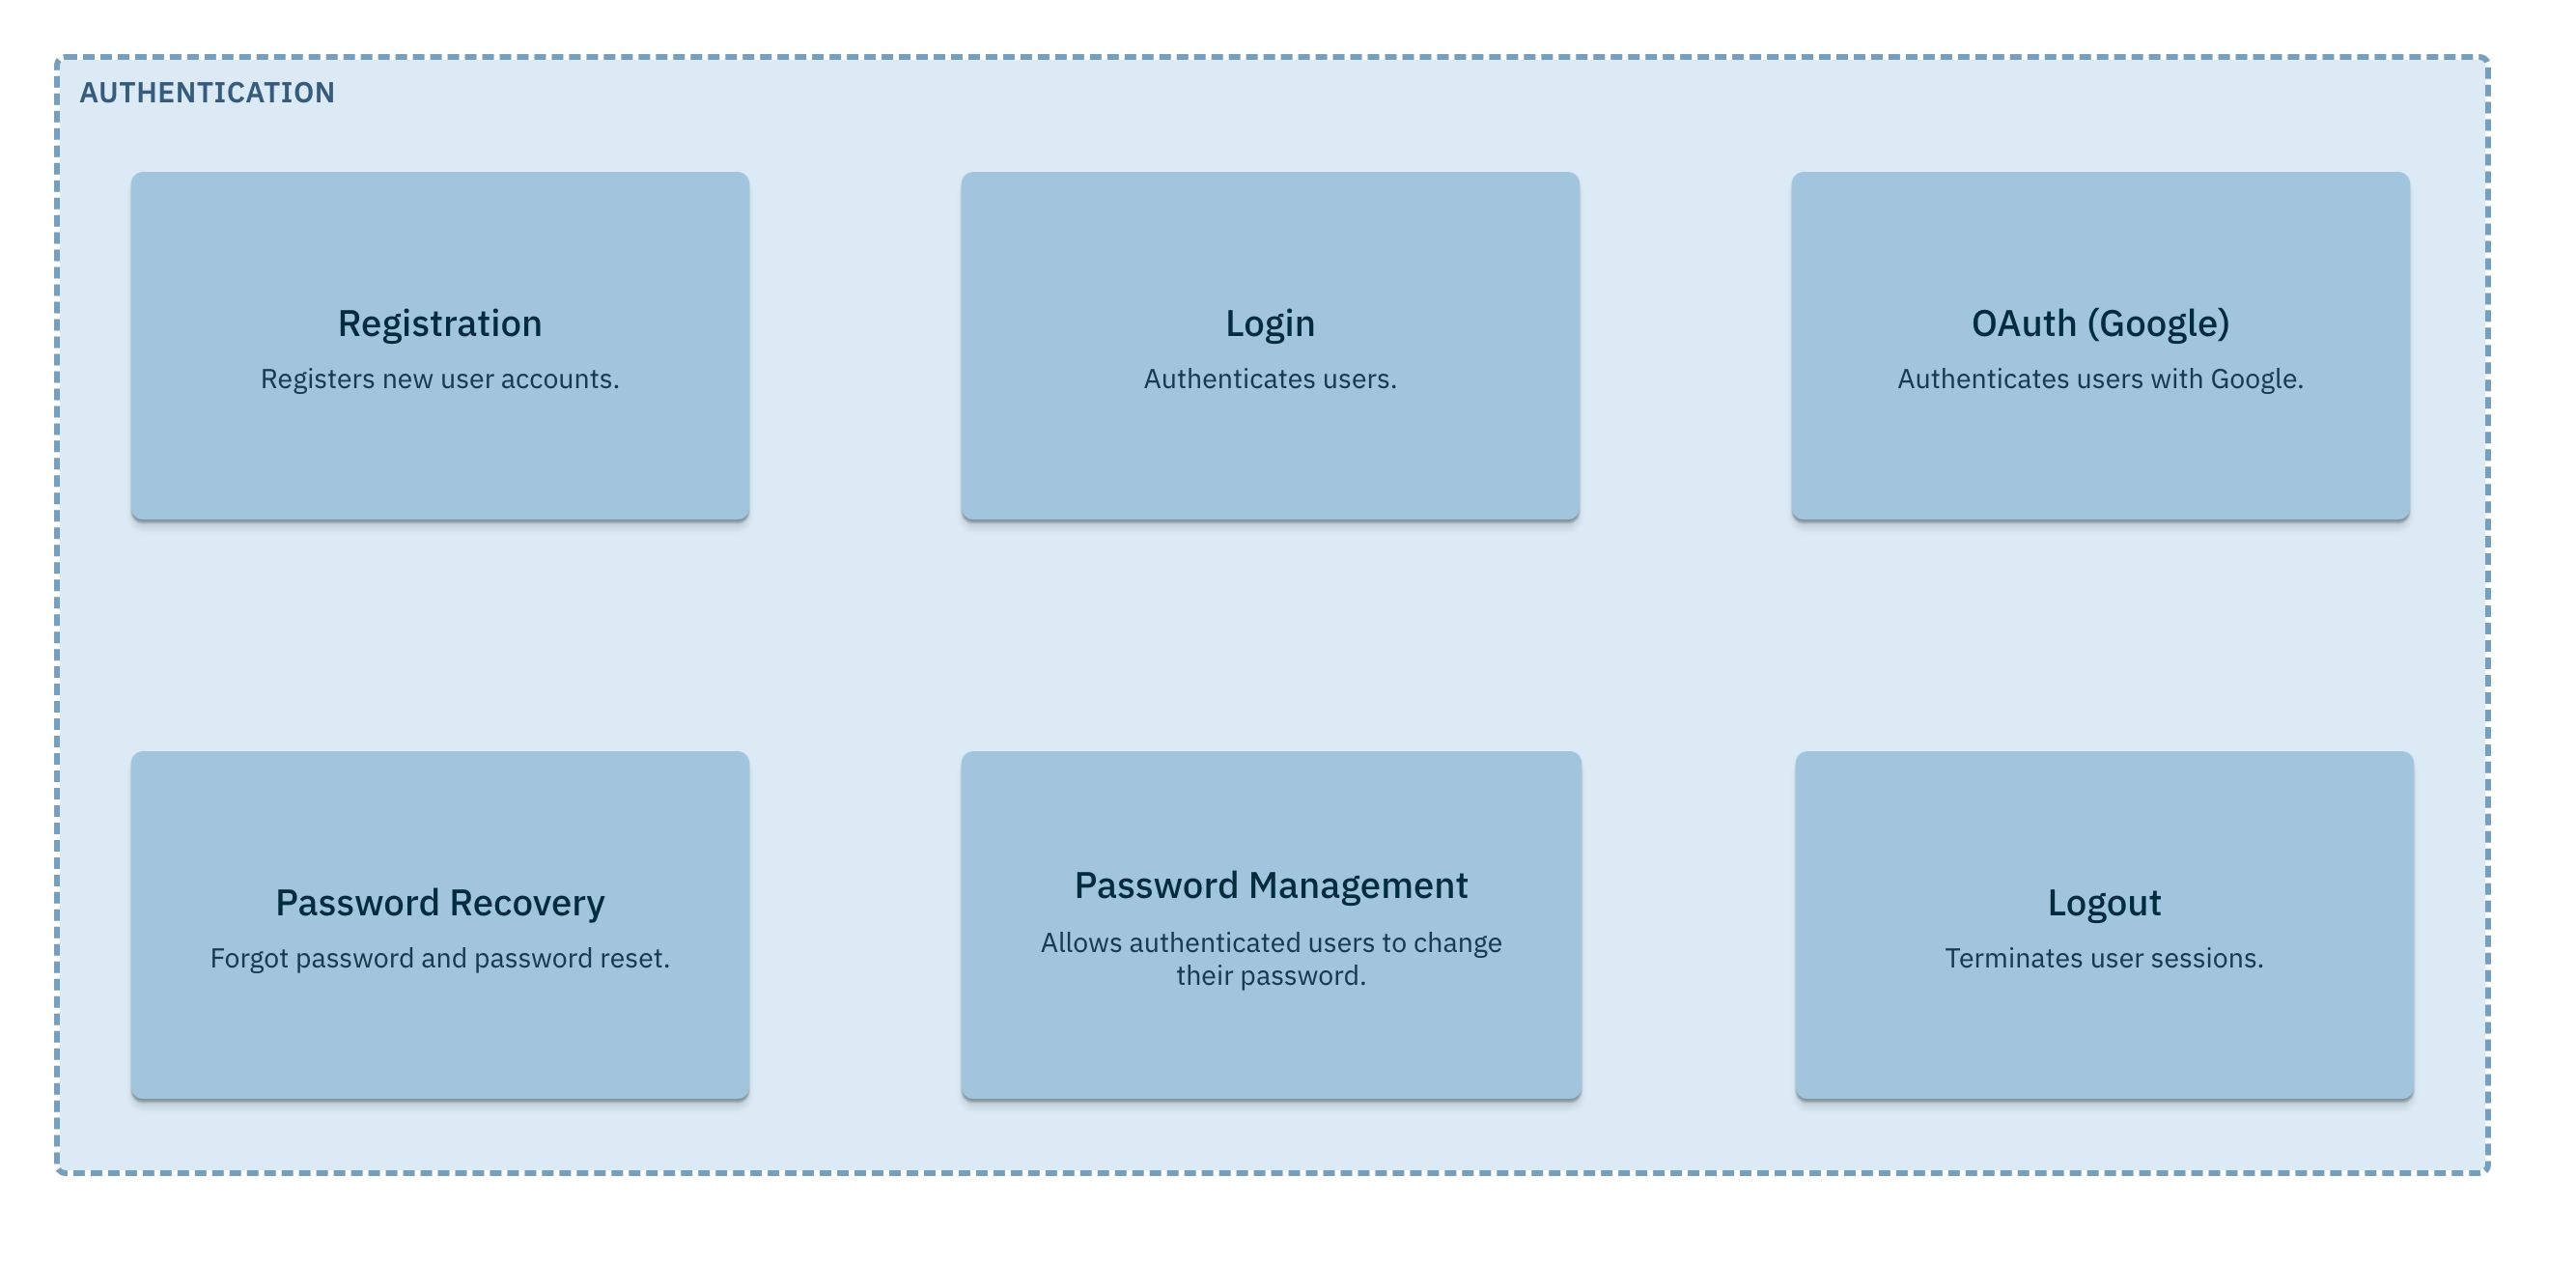 AUTHENTICATION
Registration
Registers new user accounts.
Login
Authenticates users.
OAuth (Google)
Authenticates users with Google.
Password Recovery
Forgot password and password reset.
Password Management
Allows authenticated users to change
their password.
Logout
Terminates user sessions.